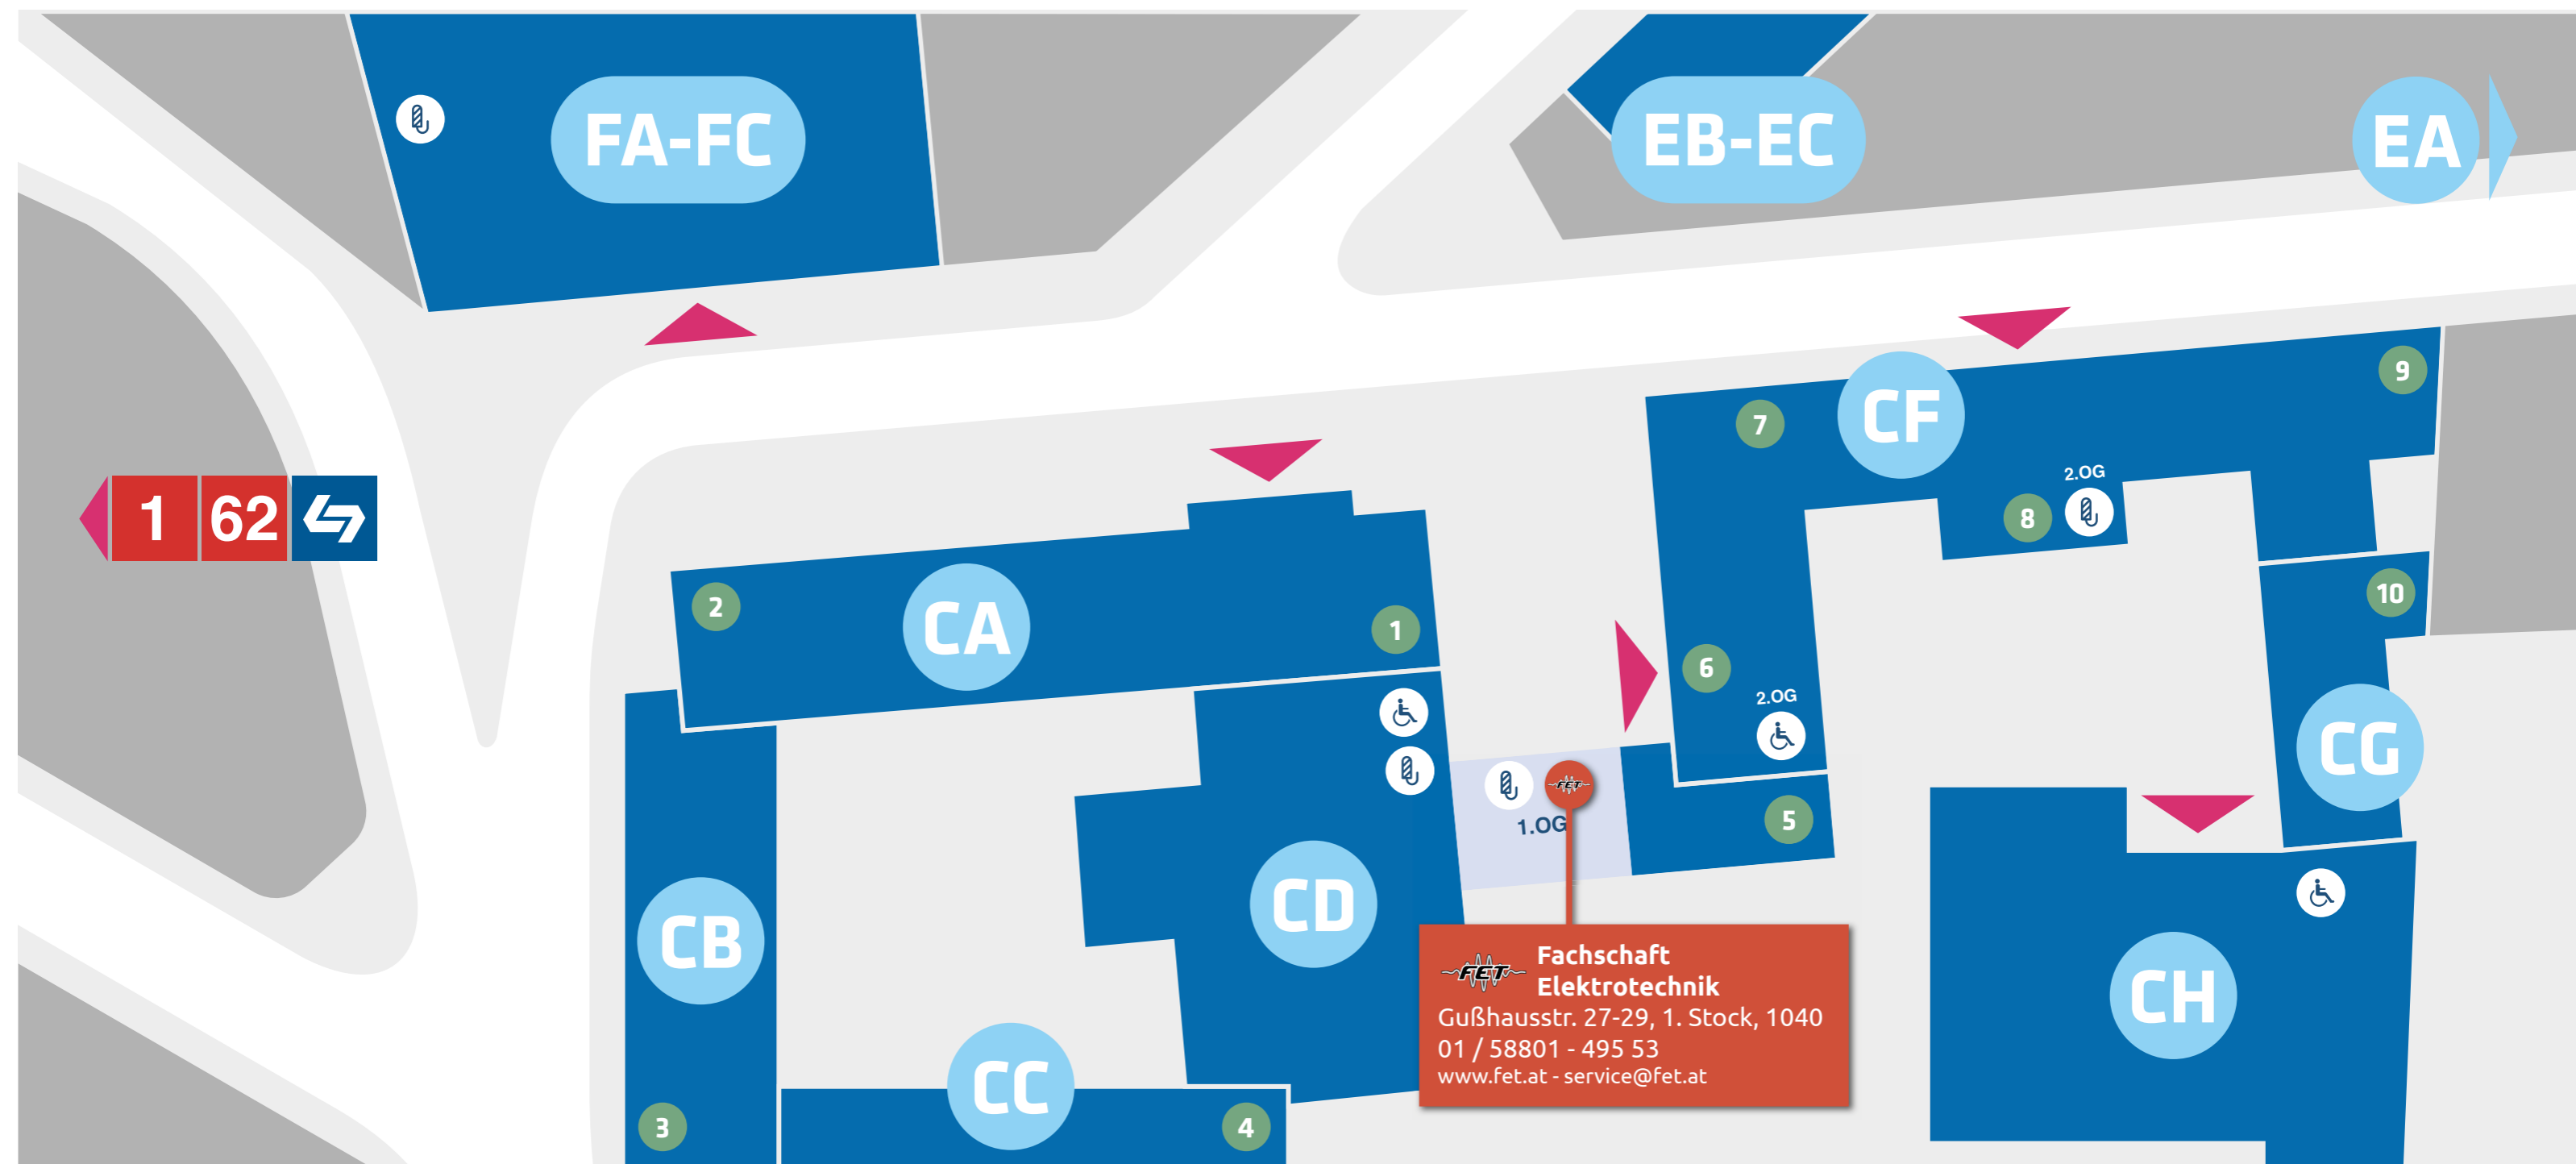 FA-FC
EB-EC
EA
1 62
CF
9
7
2.OG
8
2
CA
1
6
2.OG
10
CG
5
FET
1.OG
CB
CD
CC
3
4
CH
FET
Fachschaft
Elektrotechnik
Gußhausstr. 27-29, 1. Stock, 1040
01 / 58801 - 495 53
www.fet.at - service@fet.at